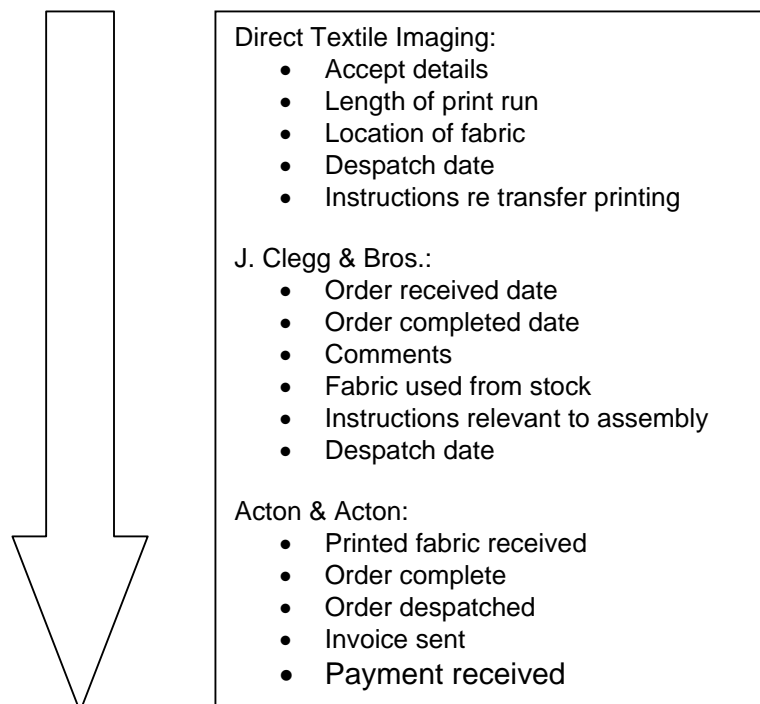 Direct Textile Imaging:
• Accept details
• Length of print run
• Location of fabric
• Despatch date
• Instructions re transfer printing
J. Clegg & Bros.:
• Order received date
• Order completed date
• Comments
• Fabric used from stock
• Instructions relevant to assembly
• Despatch date
Acton & Acton:
• Printed fabric received
• Order complete
• Order despatched
• Invoice sent
• Payment received